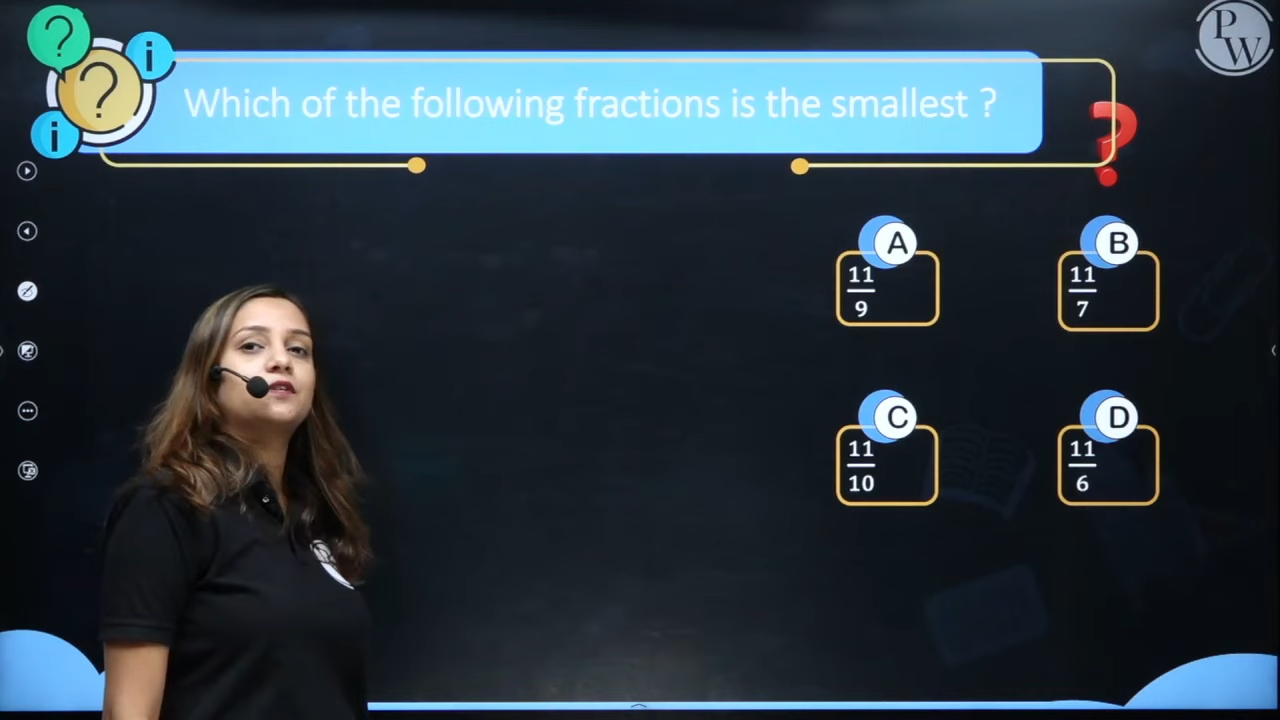 Which of the following fractions is the smallest ?
PW
A
11/9
B
11/7
C
11/10
D
11/6